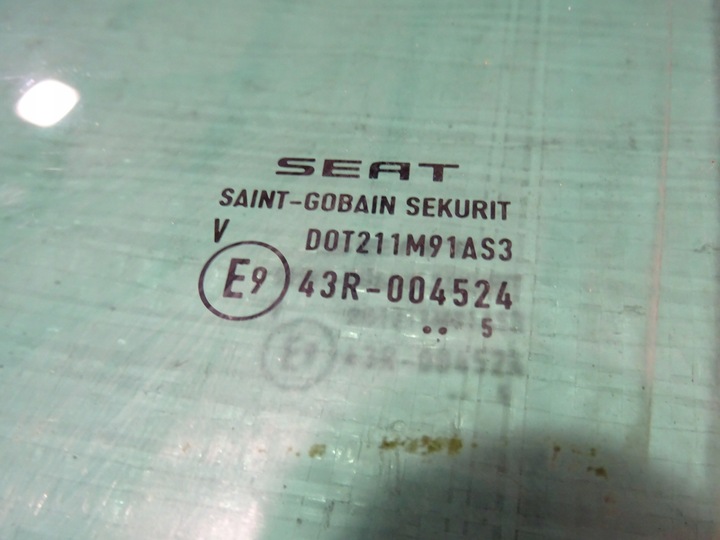 SEAT
SAINT-GOBAIN SEKURIT
V DOT211M91AS3
E9 43R-004524
.. 5